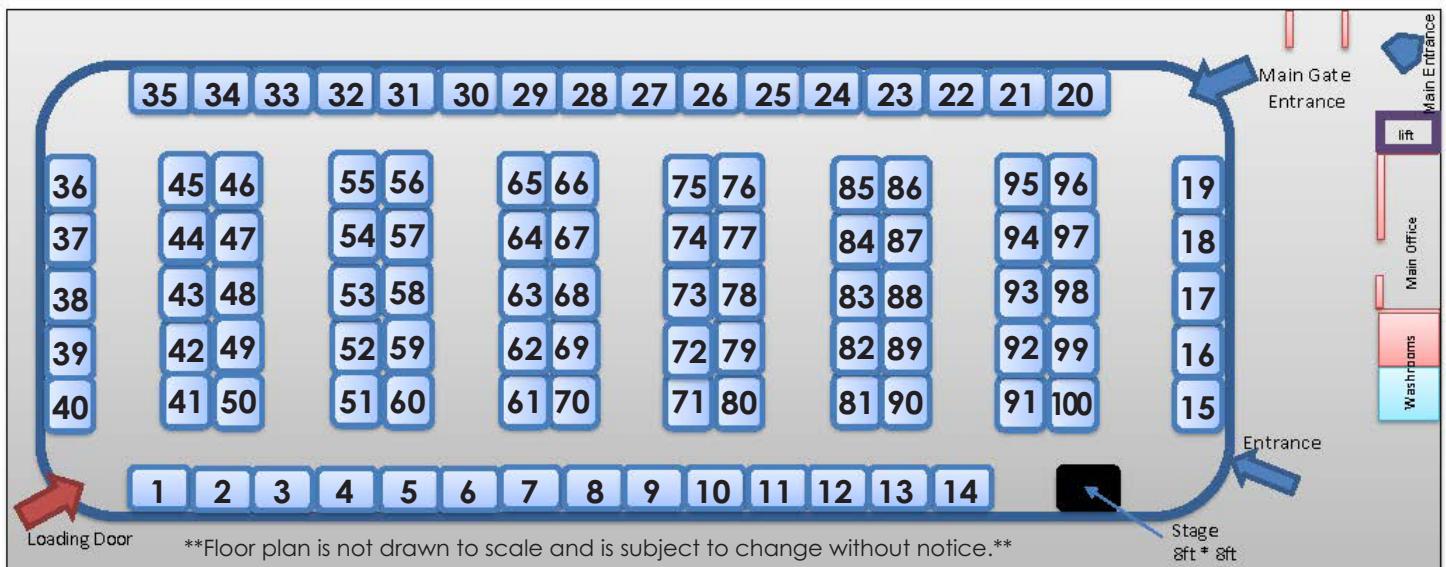 35 34 33 32 31 30 29 28 27 26 25 24 23 22 21 20
Main Gate
Entrance
Main Entrance
lift
36 45 46 55 56 65 66 75 76 85 86 95 96 19
37 44 47 54 57 64 67 74 77 84 87 94 97 18
38 43 48 53 58 63 68 73 78 83 88 93 98 17
39 42 49 52 59 62 69 72 79 82 89 92 99 16
40 41 50 51 60 61 70 71 80 81 90 91 100 15
Main Office
Washrooms
Entrance
1 2 3 4 5 6 7 8 9 10 11 12 13 14
Loading Door
**Floor plan is not drawn to scale and is subject to change without notice.**
Stage
8ft * 8ft